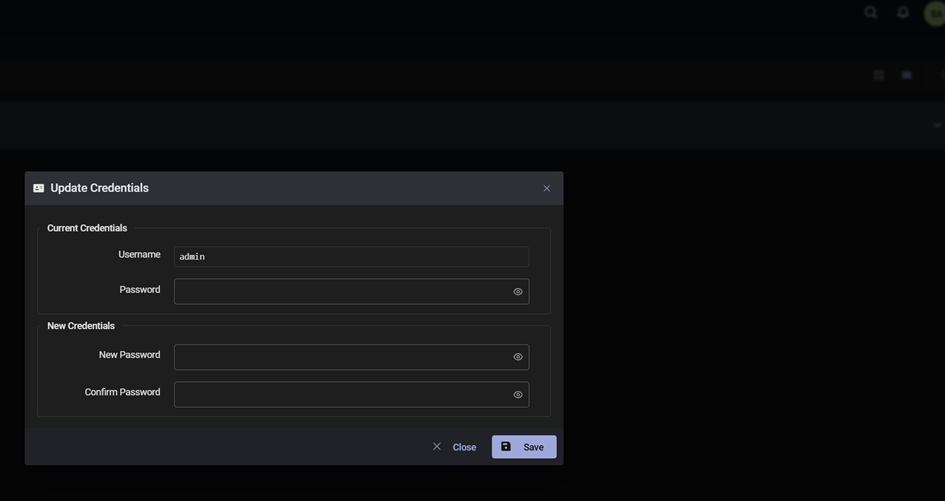 Update Credentials
Current Credentials
Username
admin
Password
New Credentials
New Password
Confirm Password
Close
Save